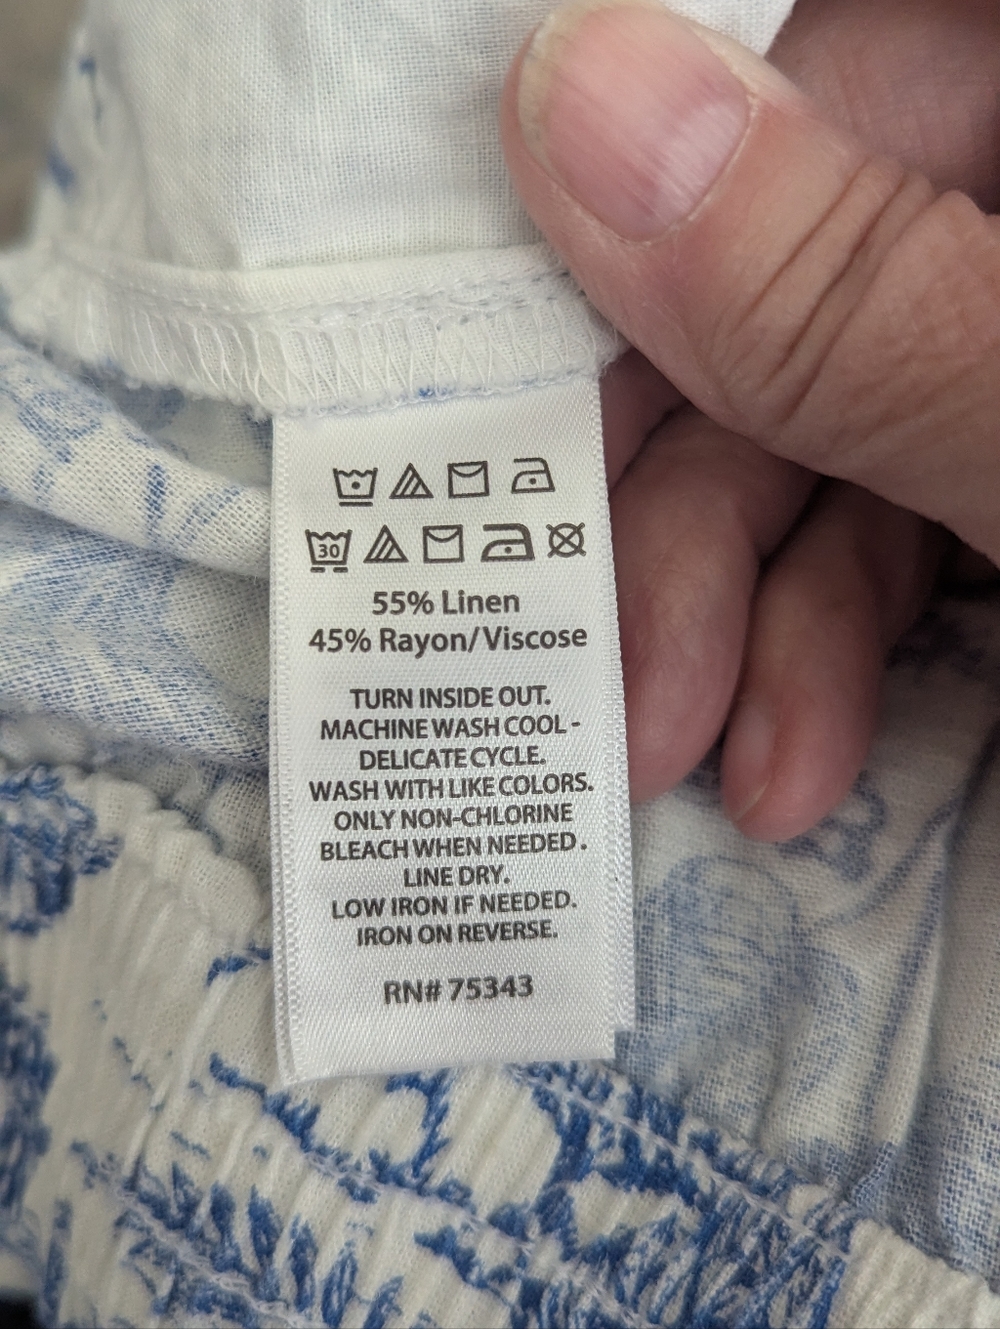 30
55% Linen
45% Rayon/Viscose
TURN INSIDE OUT.
MACHINE WASH COOL -
DELICATE CYCLE.
WASH WITH LIKE COLORS.
ONLY NON-CHLORINE
BLEACH WHEN NEEDED.
LINE DRY.
LOW IRON IF NEEDED.
IRON ON REVERSE.
RN# 75343